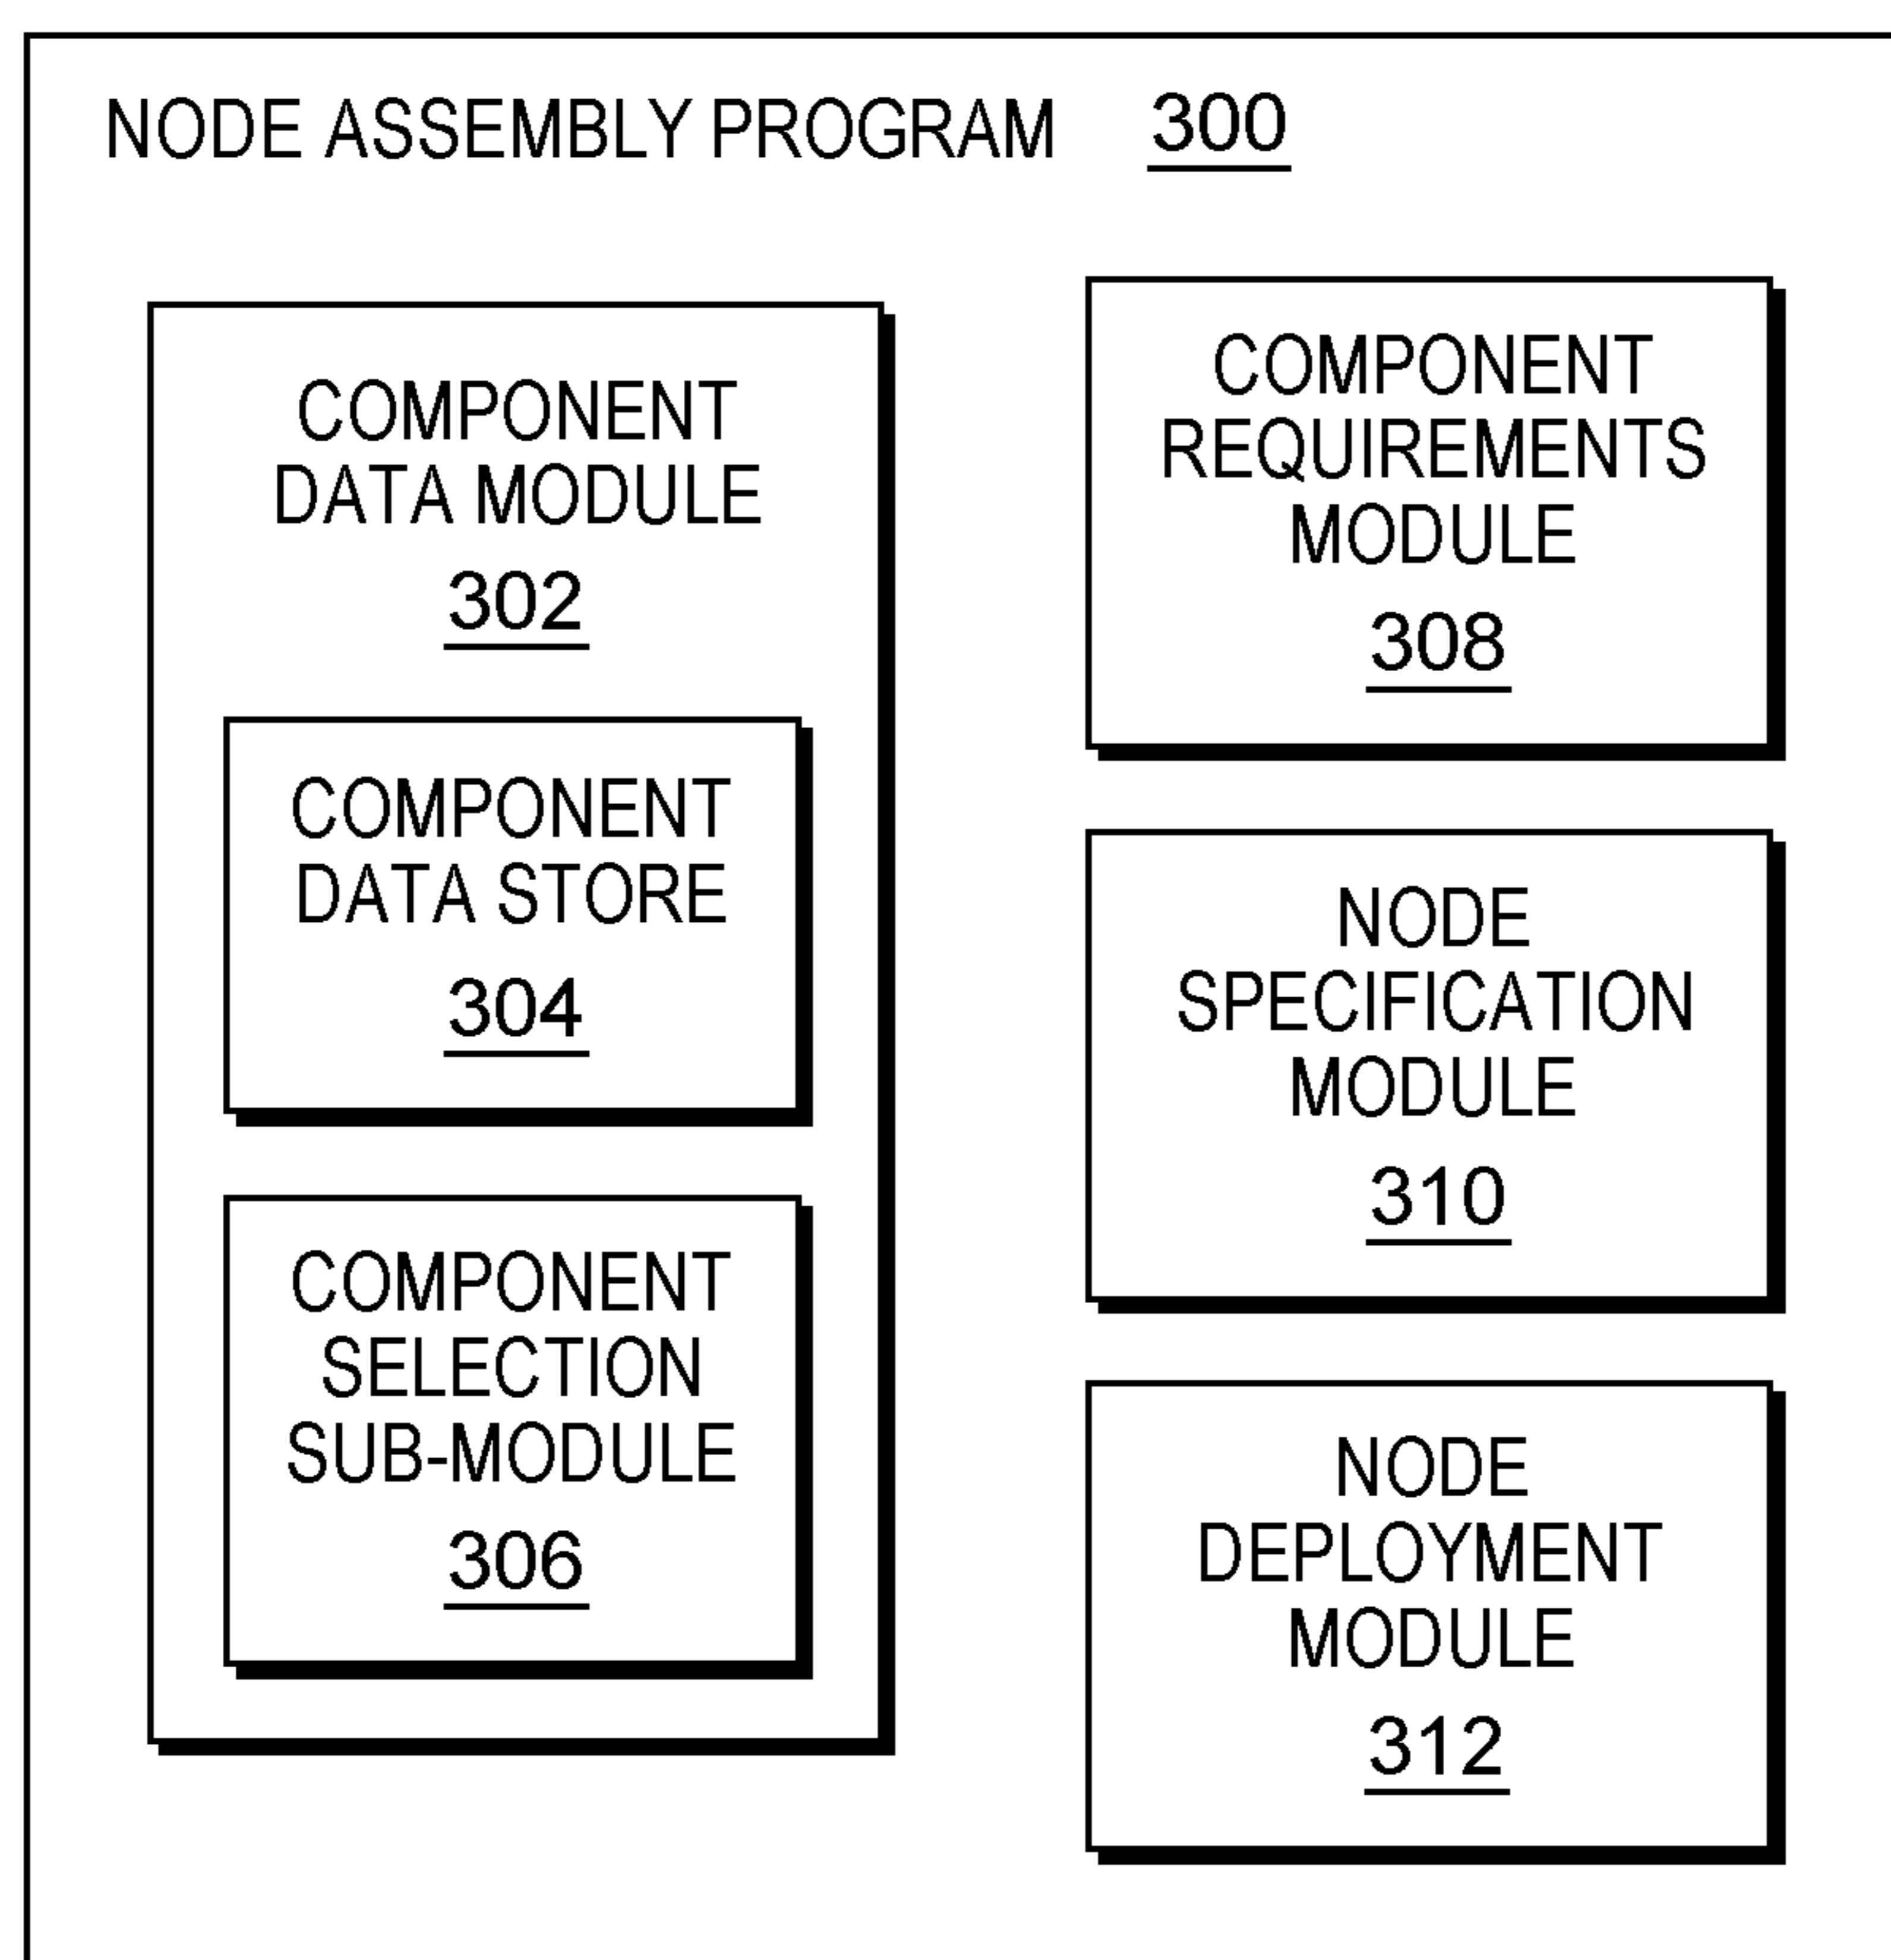 NODE ASSEMBLY PROGRAM 300
COMPONENT
DATA MODULE
302
COMPONENT
DATA STORE
304
COMPONENT
SELECTION
SUB-MODULE
306
COMPONENT
REQUIREMENTS
MODULE
308
NODE
SPECIFICATION
MODULE
310
NODE
DEPLOYMENT
MODULE
312